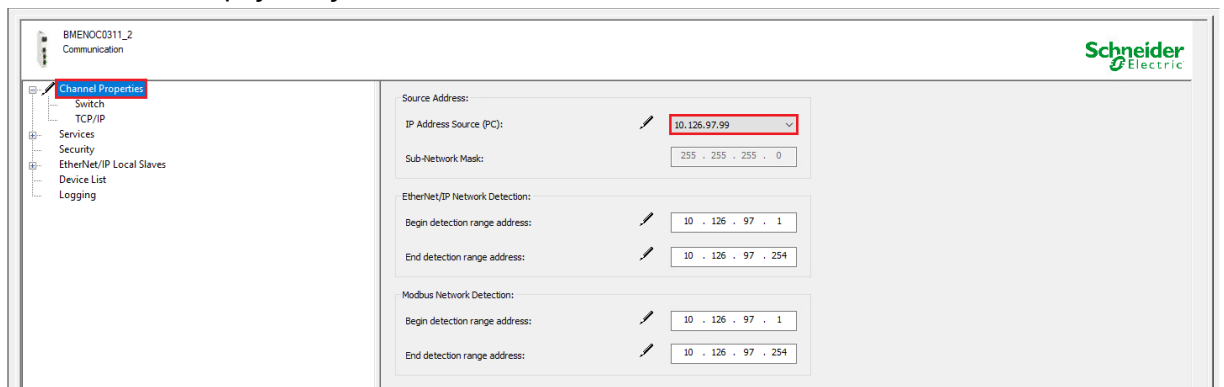 BMENOC0311_2
Communication
Schneider
Electric
Channel Properties
Switch
TCP/IP
Services
Security
EtherNet/IP Local Slaves
Device List
Logging
Source Address:
IP Address Source (PC): 10.126.97.99
Sub-Network Mask: 255 . 255 . 255 . 0
EtherNet/IP Network Detection:
Begin detection range address: 10 . 126 . 97 . 1
End detection range address: 10 . 126 . 97 . 254
Modbus Network Detection:
Begin detection range address: 10 . 126 . 97 . 1
End detection range address: 10 . 126 . 97 . 254